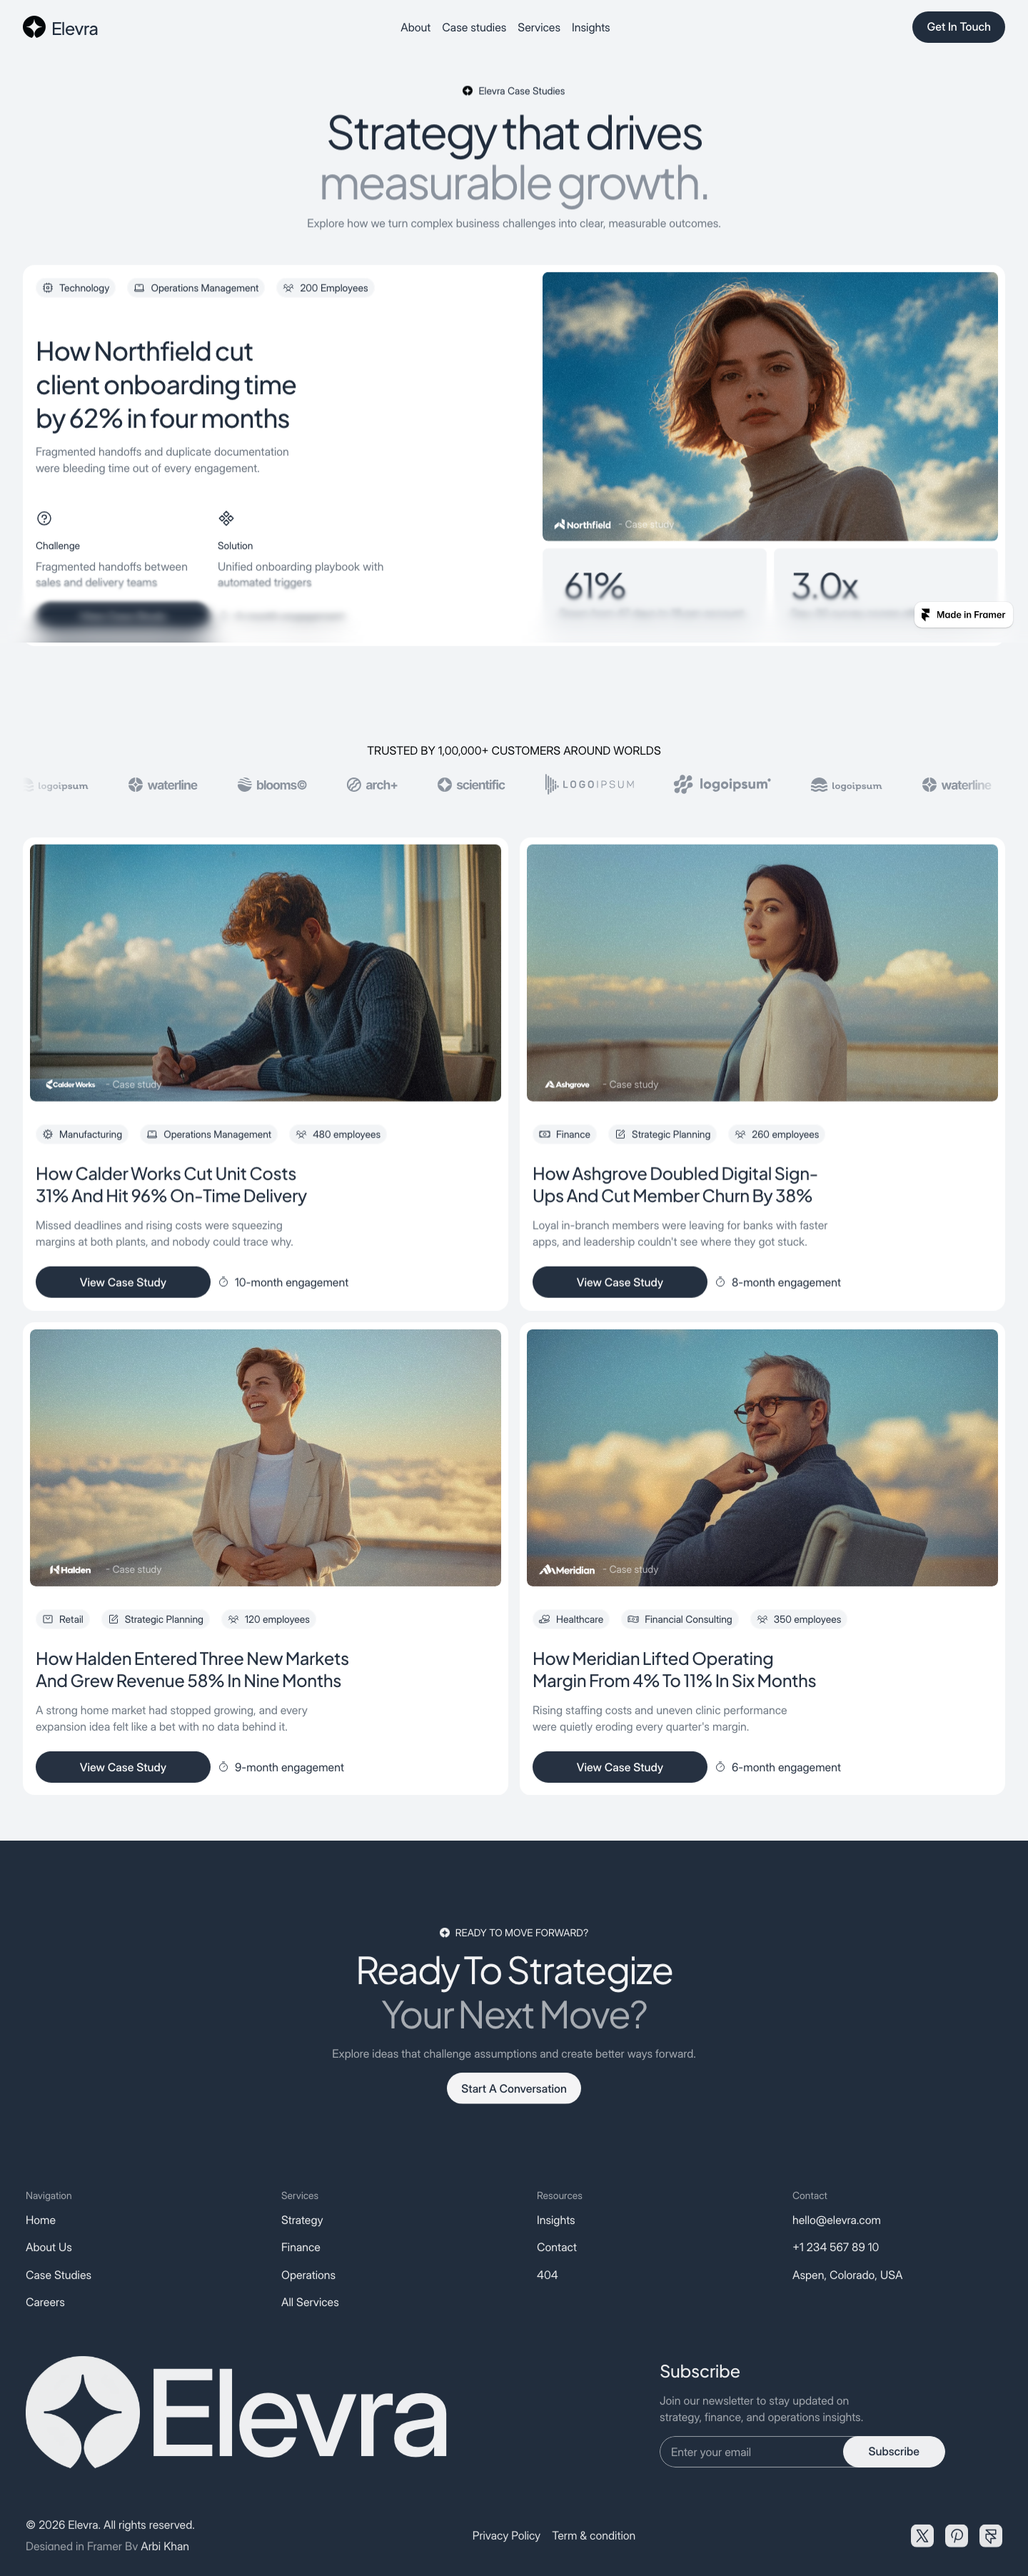 Elevra
About Case studies Services Insights
Get In Touch
Elevra Case Studies
Strategy that drives
measurable growth.
Explore how we turn complex business challenges into clear, measurable outcomes.
Technology Operations Management 200 Employees
How Northfield cut
client onboarding time
by 62% in four months
Fragmented handoffs and duplicate documentation
were bleeding time out of every engagement.
Challenge
Fragmented handoffs between
sales and delivery teams
Solution
Unified onboarding playbook with
automated triggers
Northfield - Case study
61%
3.0x
Made in Framer
TRUSTED BY 1,00,000+ CUSTOMERS AROUND WORLDS
logoipsum waterline blooms© arch+ scientific LOGOIPSUM logoipsum logoipsum waterline
Calder Works - Case study
Manufacturing Operations Management 480 employees
How Calder Works Cut Unit Costs
31% And Hit 96% On-Time Delivery
Missed deadlines and rising costs were squeezing
margins at both plants, and nobody could trace why.
View Case Study 10-month engagement
Ashgrove - Case study
Finance Strategic Planning 260 employees
How Ashgrove Doubled Digital Sign-
Ups And Cut Member Churn By 38%
Loyal in-branch members were leaving for banks with faster
apps, and leadership couldn't see where they got stuck.
View Case Study 8-month engagement
Halden - Case study
Retail Strategic Planning 120 employees
How Halden Entered Three New Markets
And Grew Revenue 58% In Nine Months
A strong home market had stopped growing, and every
expansion idea felt like a bet with no data behind it.
View Case Study 9-month engagement
Meridian - Case study
Healthcare Financial Consulting 350 employees
How Meridian Lifted Operating
Margin From 4% To 11% In Six Months
Rising staffing costs and uneven clinic performance
were quietly eroding every quarter's margin.
View Case Study 6-month engagement
READY TO MOVE FORWARD?
Ready To Strategize
Your Next Move?
Explore ideas that challenge assumptions and create better ways forward.
Start A Conversation
Navigation
Home
About Us
Case Studies
Careers
Services
Strategy
Finance
Operations
All Services
Resources
Insights
Contact
404
Contact
hello@elevra.com
+1 234 567 89 10
Aspen, Colorado, USA
Elevra
Subscribe
Join our newsletter to stay updated on
strategy, finance, and operations insights.
Enter your email Subscribe
© 2026 Elevra. All rights reserved.
Designed in Framer By Arbi Khan
Privacy Policy Term & condition